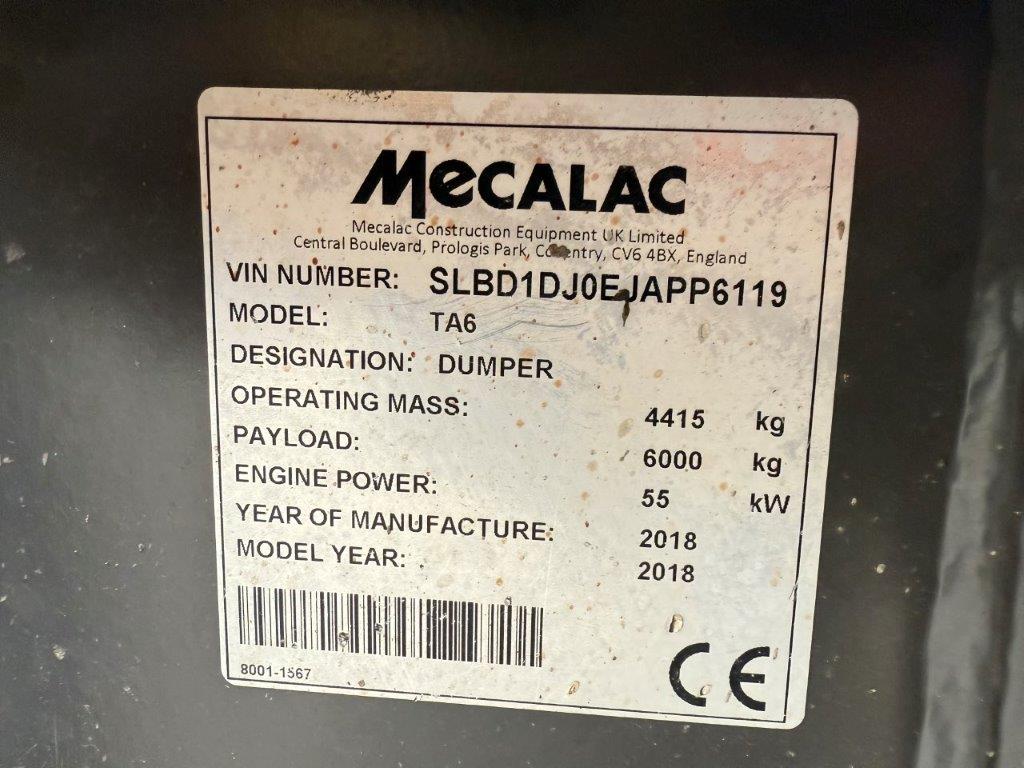 MECALAC
Mecalac Construction Equipment UK Limited
Central Boulevard, Prologis Park, Coventry, CV6 4BX, England
VIN NUMBER: SLBD1DJ0EJAPP6119
MODEL: TA6
DESIGNATION: DUMPER
OPERATING MASS: 4415 kg
PAYLOAD: 6000 kg
ENGINE POWER: 55 kW
YEAR OF MANUFACTURE: 2018
MODEL YEAR: 2018
8001-1567
CE